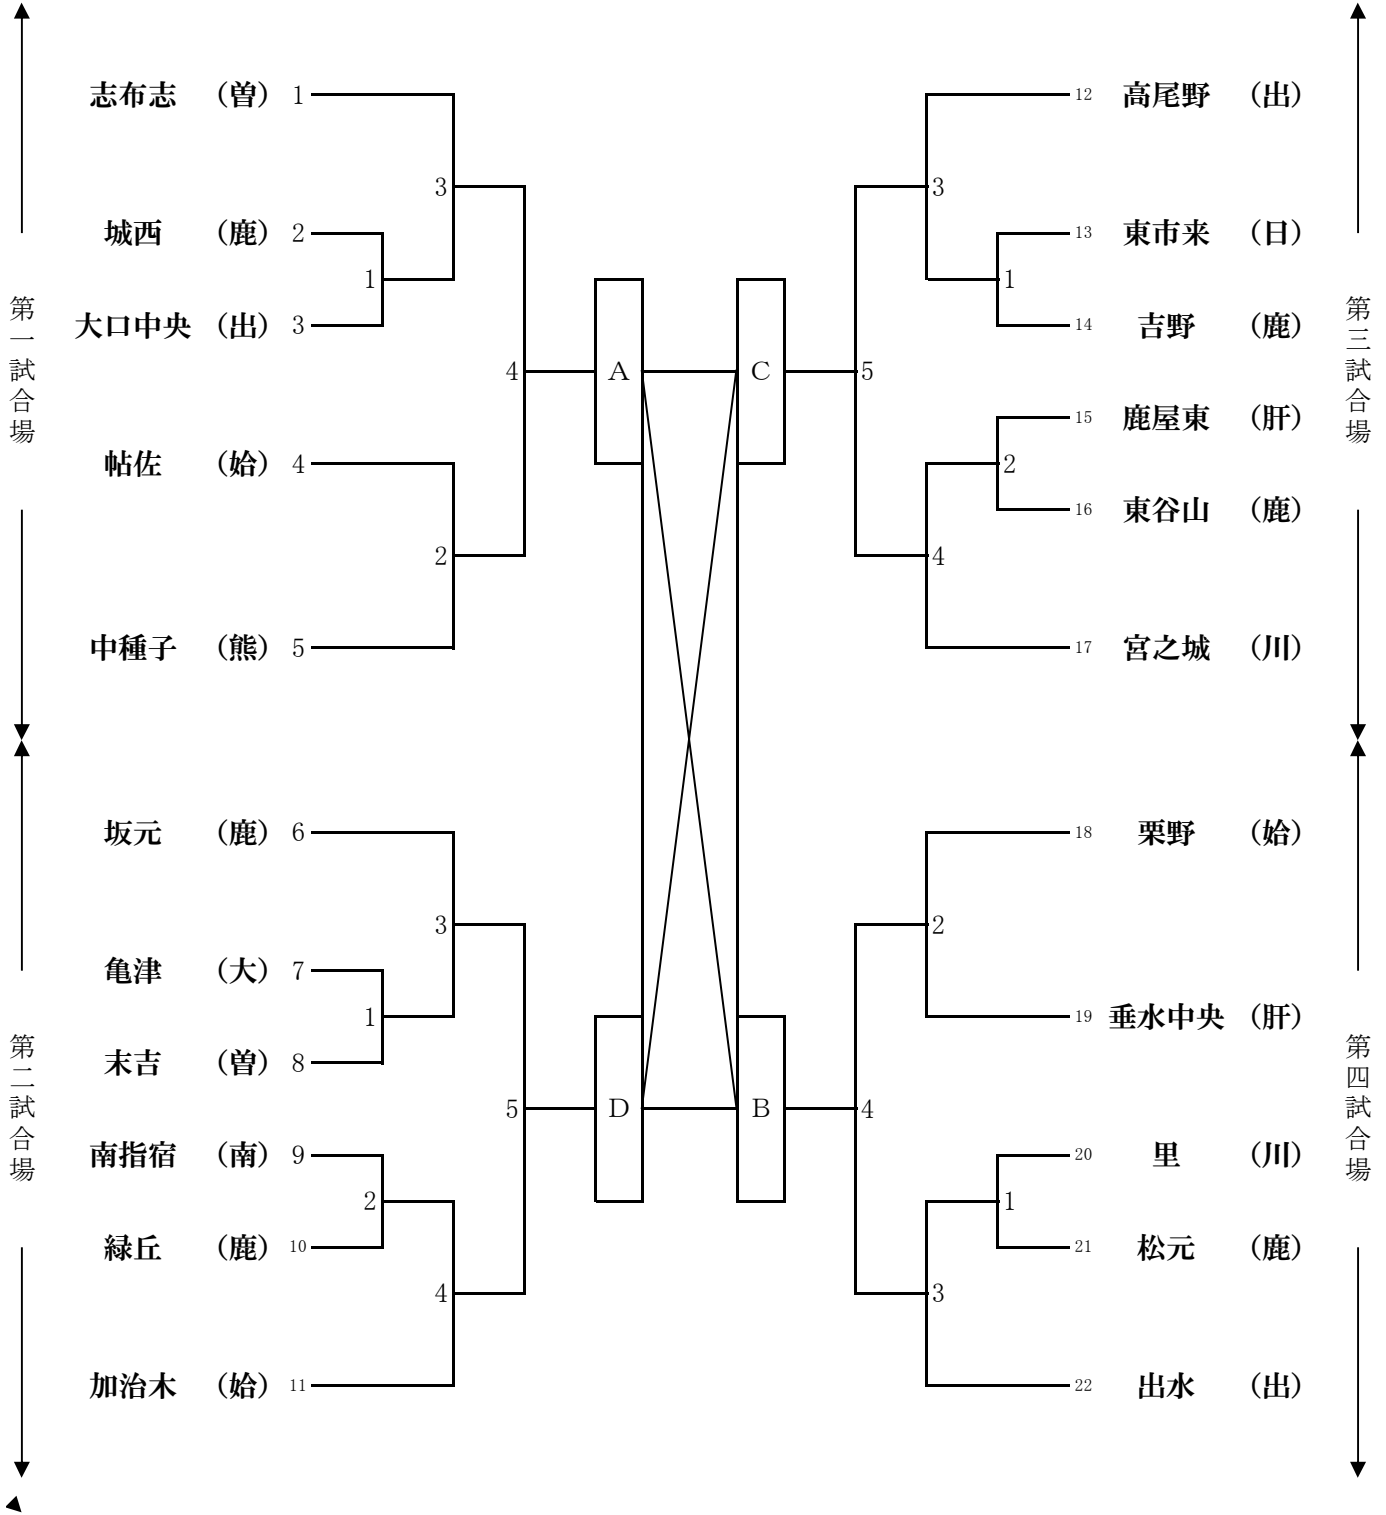 志布志 （曽） 1
城西 （鹿） 2
大口中央 （出） 3
帖佐 （姶） 4
中種子 （熊） 5
坂元 （鹿） 6
亀津 （大） 7
末吉 （曽） 8
南指宿 （南） 9
緑丘 （鹿） 10
加治木 （姶） 11
第一試合場
第二試合場
3
1
4
2
3
1
5
2
4
A
D
C
B
5
3
1
2
4
4
2
1
3
12 高尾野 （出）
13 東市来 （日）
14 吉野 （鹿）
15 鹿屋東 （肝）
16 東谷山 （鹿）
17 宮之城 （川）
18 栗野 （姶）
19 垂水中央 （肝）
20 里 （川）
21 松元 （鹿）
22 出水 （出）
第三試合場
第四試合場